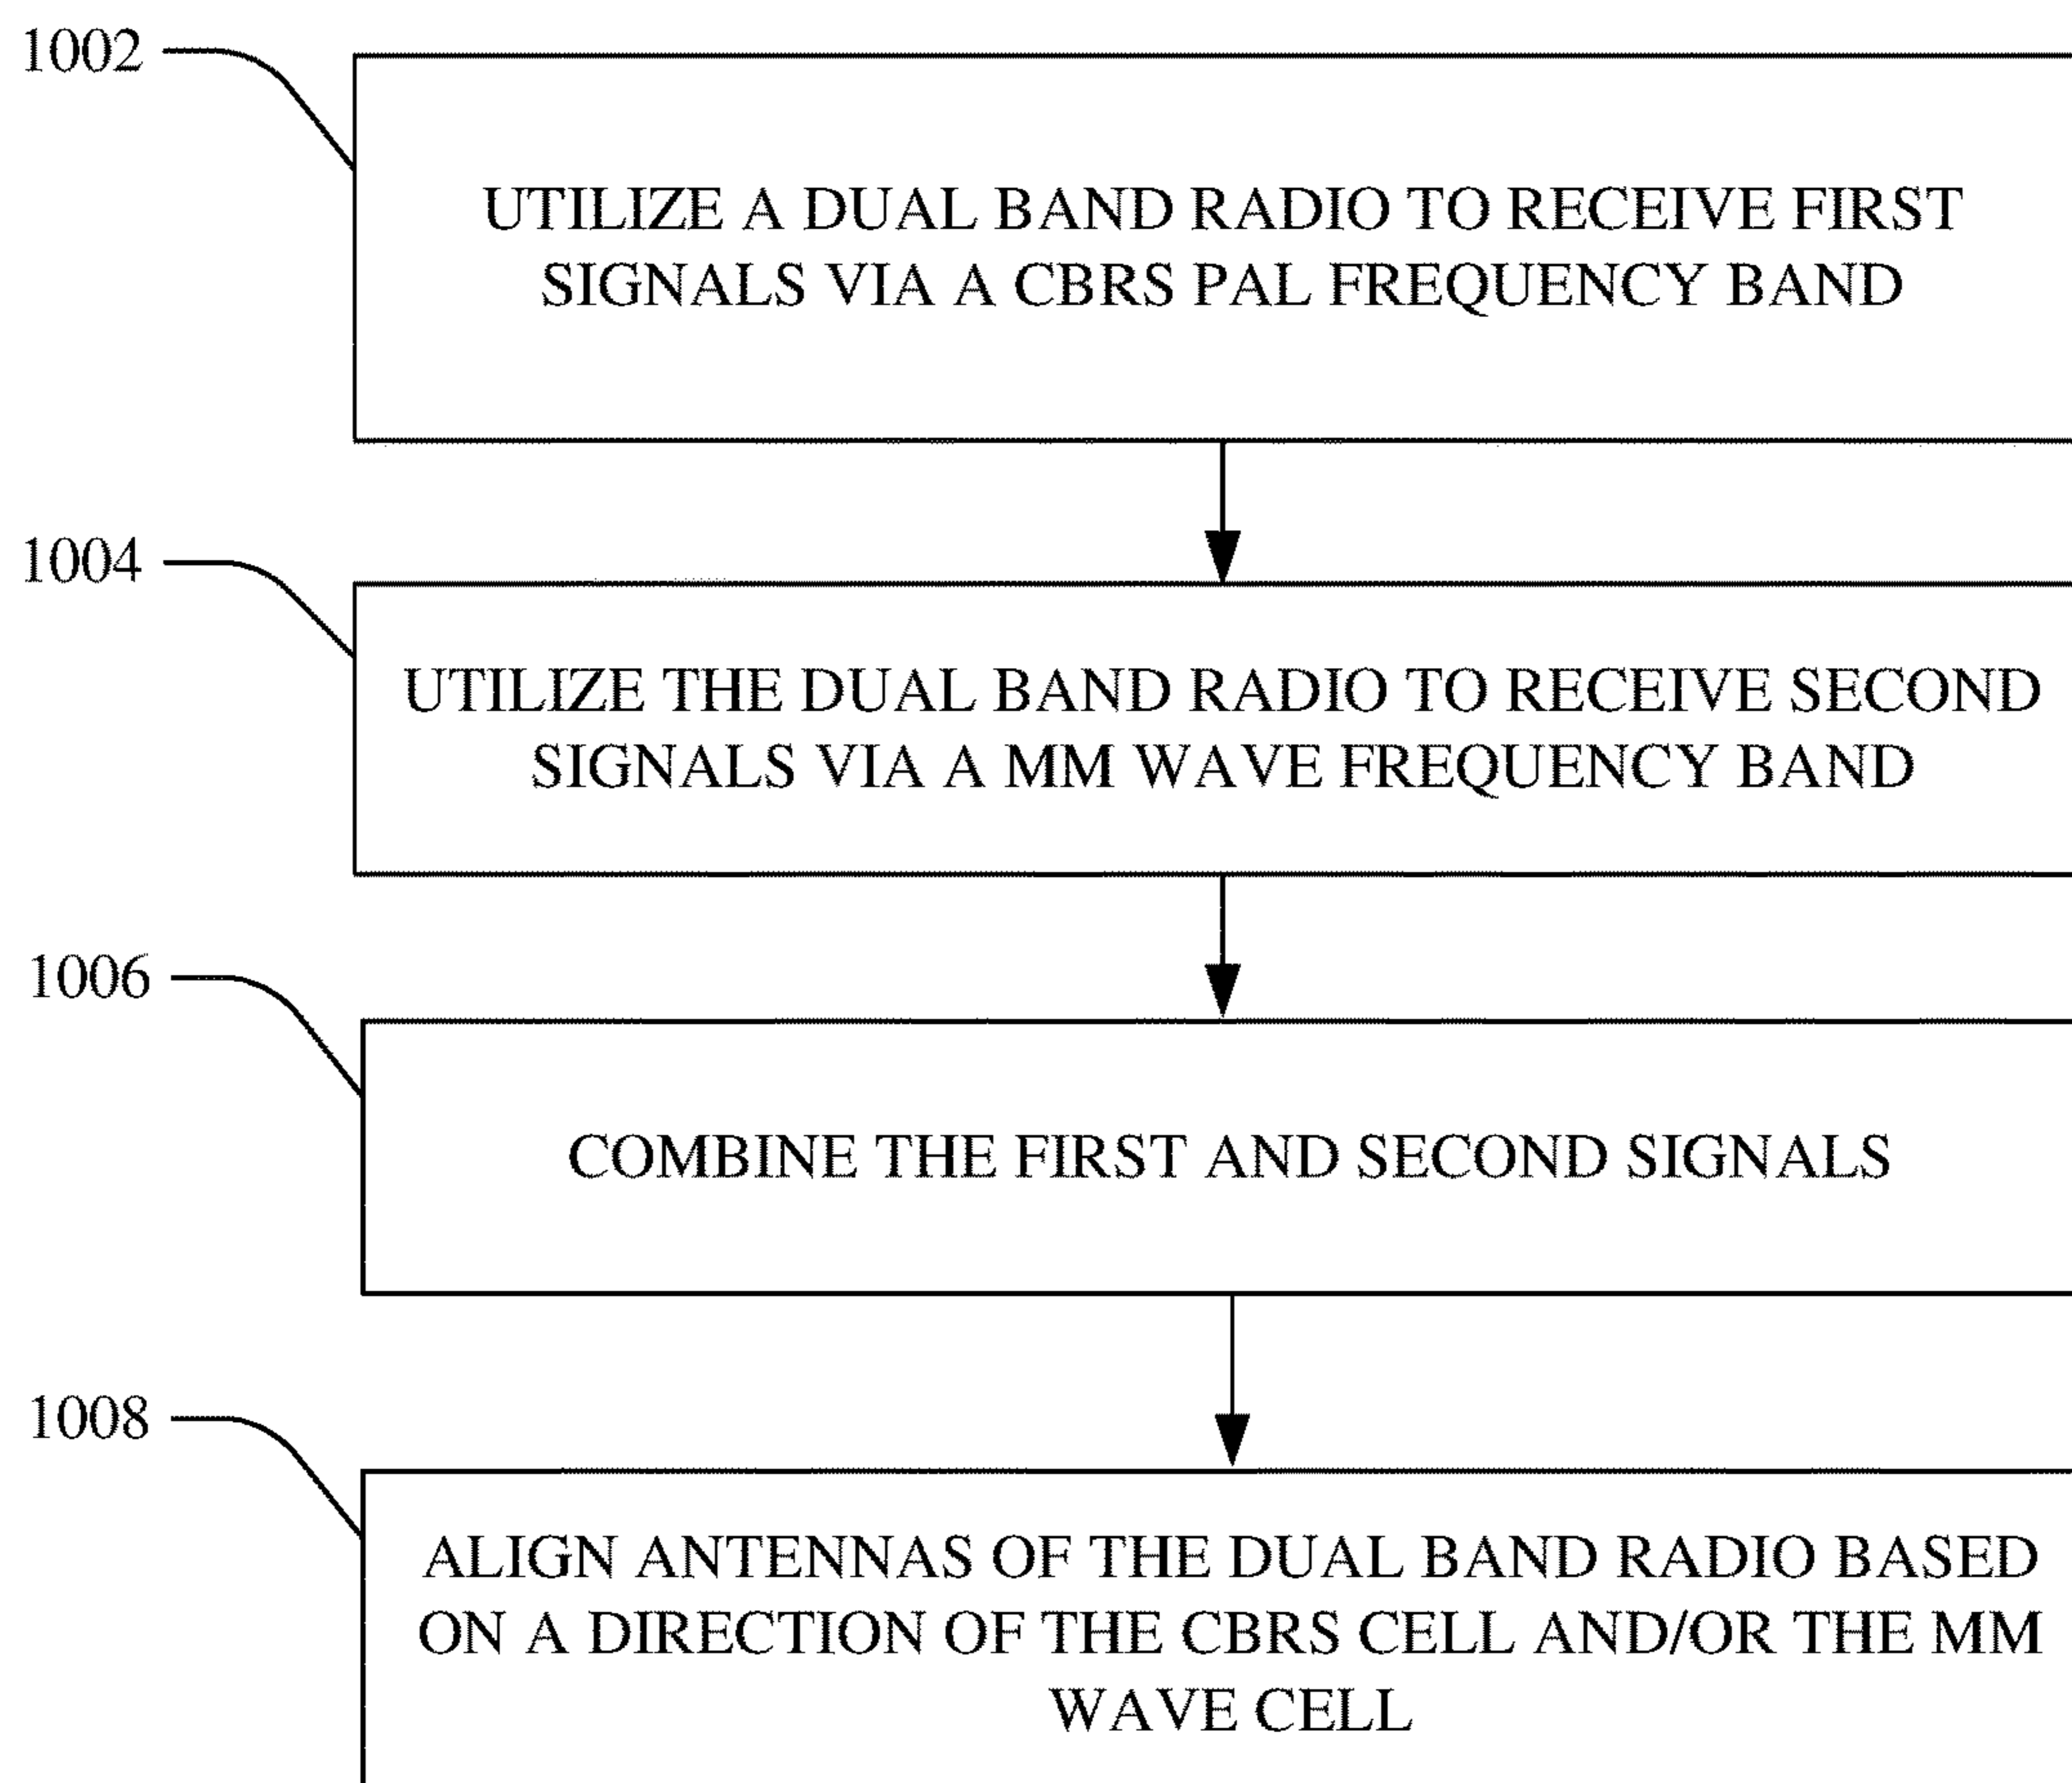 1002
UTILIZE A DUAL BAND RADIO TO RECEIVE FIRST
SIGNALS VIA A CBRS PAL FREQUENCY BAND
1004
UTILIZE THE DUAL BAND RADIO TO RECEIVE SECOND
SIGNALS VIA A MM WAVE FREQUENCY BAND
1006
COMBINE THE FIRST AND SECOND SIGNALS
1008
ALIGN ANTENNAS OF THE DUAL BAND RADIO BASED
ON A DIRECTION OF THE CBRS CELL AND/OR THE MM
WAVE CELL